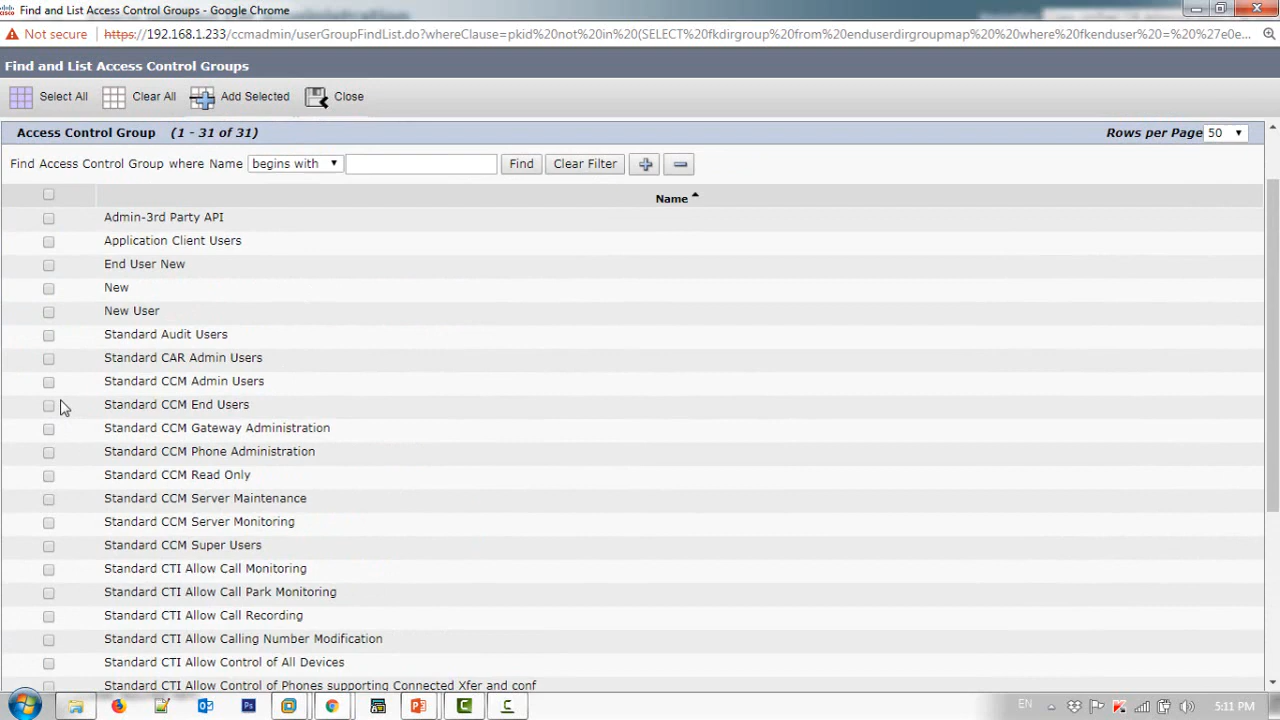 Find and List Access Control Groups - Google Chrome
Not secure https://192.168.1.233/ccmadmin/userGroupFindList.do?whereClause=pkid%20not%20in%20(SELECT%20fkdirgroup%20from%20enduserdirgroupmap%20%20where%20fkenduser%20=%20%27e0e...
Find and List Access Control Groups
Select All Clear All Add Selected Close
Access Control Group (1 - 31 of 31) Rows per Page 50
Find Access Control Group where Name begins with Find Clear Filter
Name
Admin-3rd Party API
Application Client Users
End User New
New
New User
Standard Audit Users
Standard CAR Admin Users
Standard CCM Admin Users
Standard CCM End Users
Standard CCM Gateway Administration
Standard CCM Phone Administration
Standard CCM Read Only
Standard CCM Server Maintenance
Standard CCM Server Monitoring
Standard CCM Super Users
Standard CTI Allow Call Monitoring
Standard CTI Allow Call Park Monitoring
Standard CTI Allow Call Recording
Standard CTI Allow Calling Number Modification
Standard CTI Allow Control of All Devices
Standard CTI Allow Control of Phones supporting Connected Xfer and conf
EN 5:11 PM